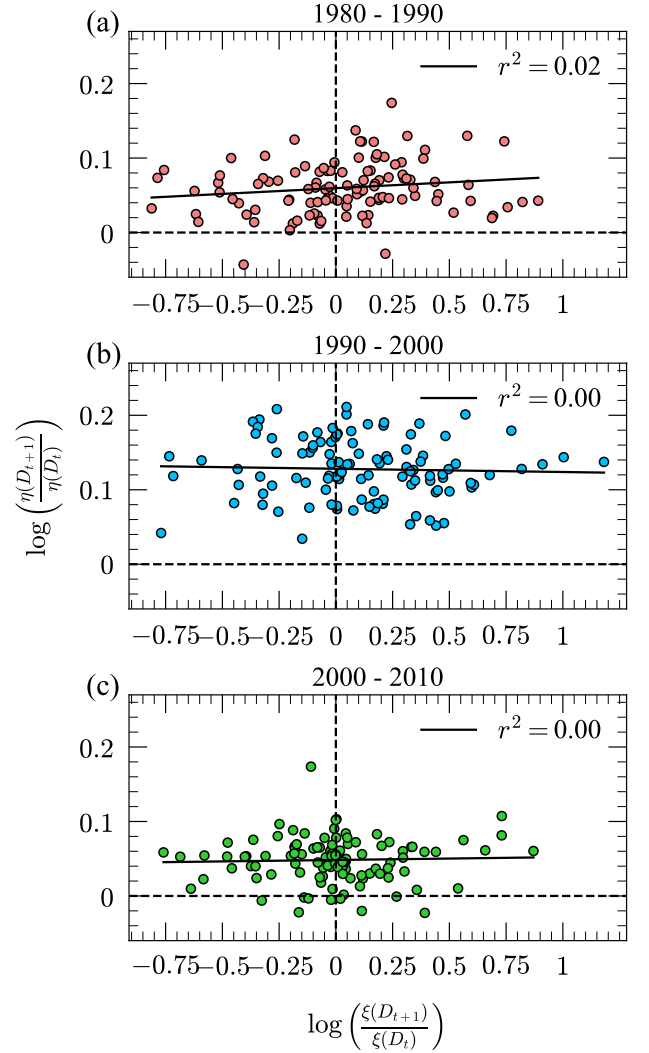 (a) 1980 - 1990
r² = 0.02
0.2
0.1
0
−0.75 −0.5 −0.25 0 0.25 0.5 0.75 1
(b) 1990 - 2000
r² = 0.00
0.2
0.1
0
log (η(D_{t+1}) / η(D_t))
−0.75 −0.5 −0.25 0 0.25 0.5 0.75 1
(c) 2000 - 2010
r² = 0.00
0.2
0.1
0
−0.75 −0.5 −0.25 0 0.25 0.5 0.75 1
log (ξ(D_{t+1}) / ξ(D_t))